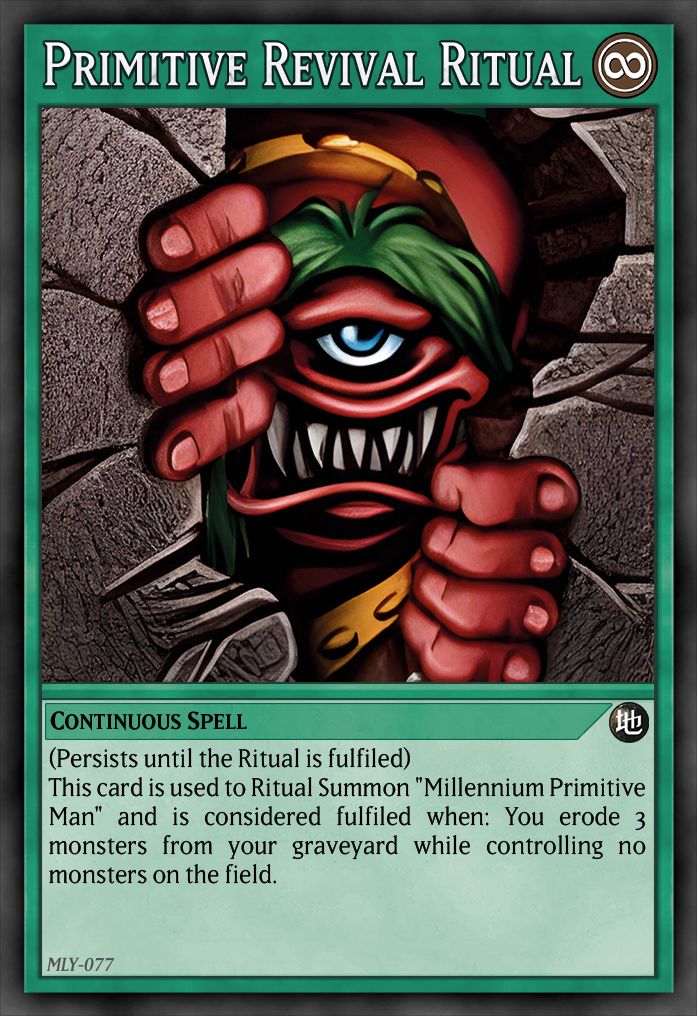 Primitive Revival Ritual
Continuous Spell
(Persists until the Ritual is fulfiled)
This card is used to Ritual Summon "Millennium Primitive
Man" and is considered fulfiled when: You erode 3
monsters from your graveyard while controlling no
monsters on the field.
MLY-077